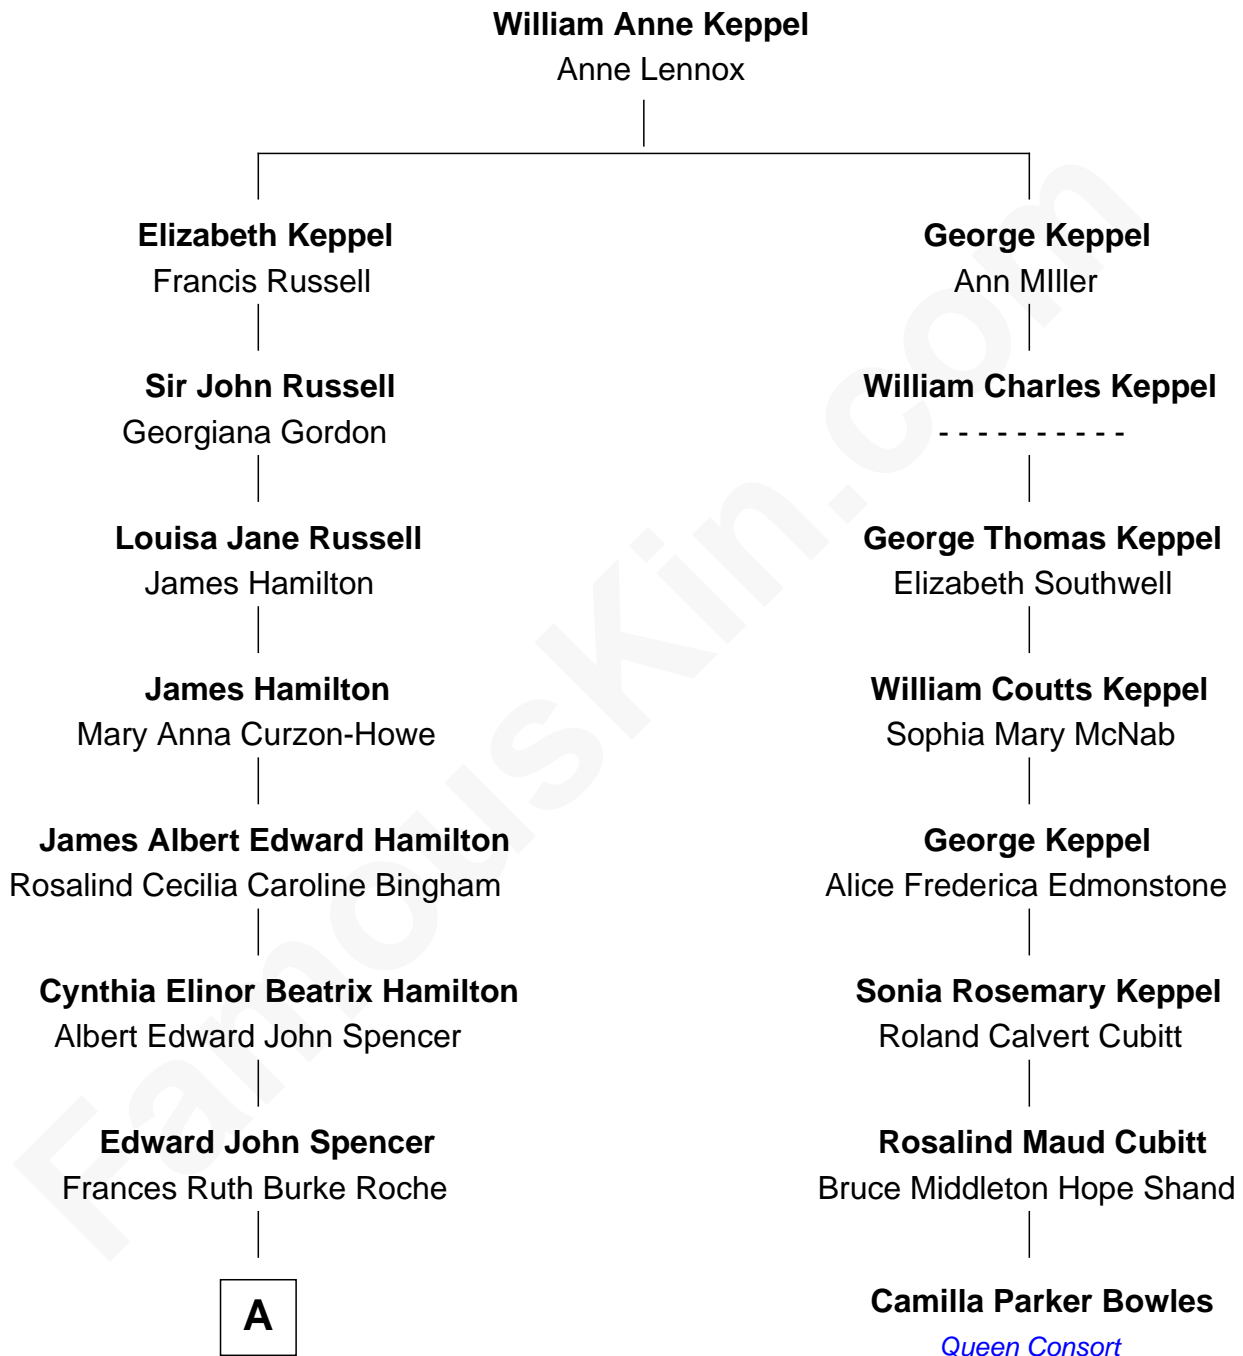 William Anne Keppel
Anne Lennox
Elizabeth Keppel
Francis Russell
George Keppel
Ann MIller
Sir John Russell
Georgiana Gordon
William Charles Keppel
- - - - - - - - - -
Louisa Jane Russell
James Hamilton
George Thomas Keppel
Elizabeth Southwell
James Hamilton
Mary Anna Curzon-Howe
William Coutts Keppel
Sophia Mary McNab
James Albert Edward Hamilton
Rosalind Cecilia Caroline Bingham
George Keppel
Alice Frederica Edmonstone
Cynthia Elinor Beatrix Hamilton
Albert Edward John Spencer
Sonia Rosemary Keppel
Roland Calvert Cubitt
Edward John Spencer
Frances Ruth Burke Roche
Rosalind Maud Cubitt
Bruce Middleton Hope Shand
A
Camilla Parker Bowles
Queen Consort
FamousKin.com